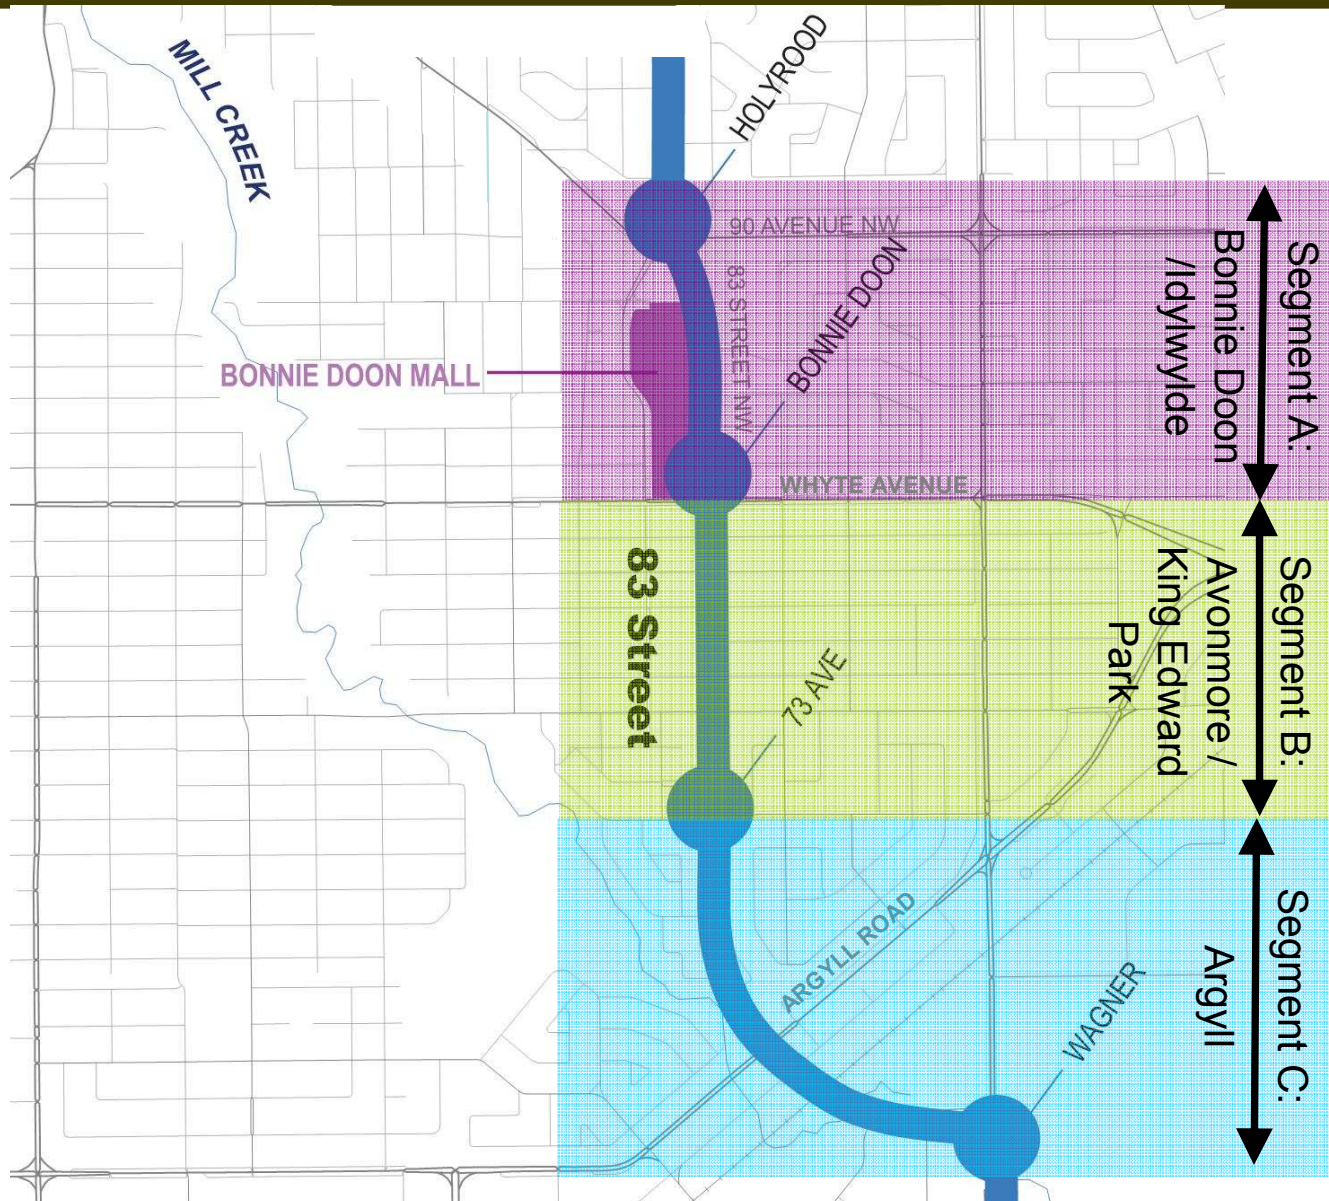 MILL CREEK
HOLYROOD
90 AVENUE NW
83 STREET NW
BONNIE DOON
BONNIE DOON MALL
WHYTE AVENUE
83 Street
73 AVE
ARGYLL ROAD
WAGNER
Segment A:
Bonnie Doon
/Idylwylde
Segment B:
Avonmore /
King Edward
Park
Segment C:
Argyll